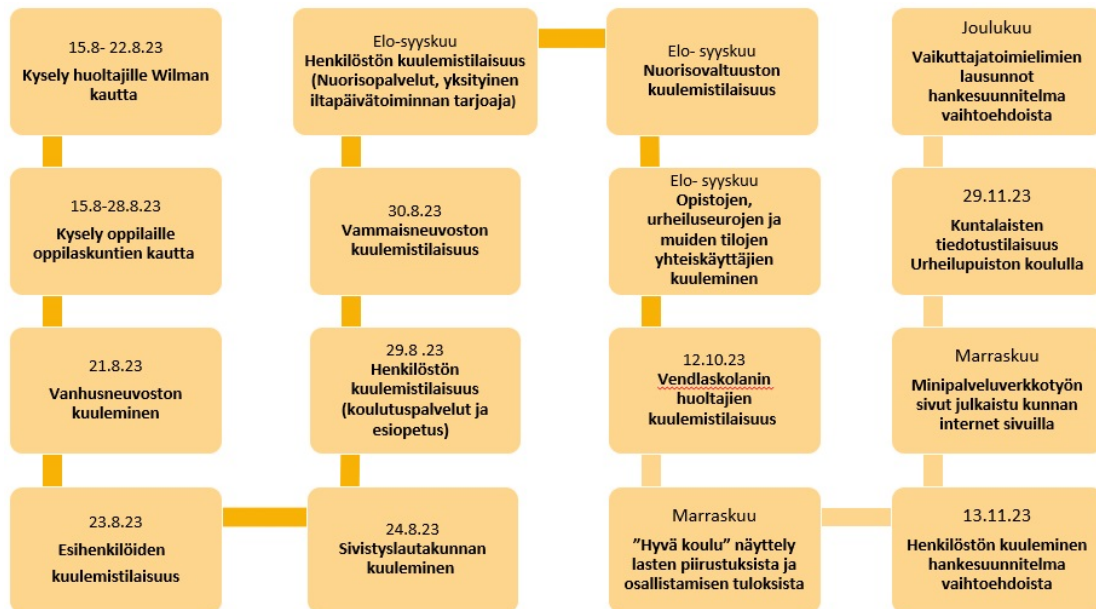 15.8- 22.8.23
Kysely huoltajille Wilman
kautta
15.8-28.8.23
Kysely oppilaille
oppilaskuntien kautta
21.8.23
Vanhusneuvoston
kuuleminen
23.8.23
Esihenkilöiden
kuulemistilaisuus
24.8.23
Sivistyslautakunnan
kuuleminen
29.8 .23
Henkilöstön
kuulemistilaisuus
(koulutuspalvelut ja
esiopetus)
30.8.23
Vammaisneuvoston
kuulemistilaisuus
Elo-syyskuu
Henkilöstön kuulemistilaisuus
(Nuorisopalvelut, yksityinen
iltapäivätoiminnan tarjoaja)
Elo- syyskuu
Nuorisovaltuuston
kuulemistilaisuus
Elo- syyskuu
Opistojen,
urheiluseurojen ja
muiden tilojen
yhteiskäyttäjien
kuuleminen
12.10.23
Vendlaskolanin
huoltajien
kuulemistilaisuus
Marraskuu
”Hyvä koulu” näyttely
lasten piirustuksista ja
osallistamisen tuloksista
13.11.23
Henkilöstön kuuleminen
hankesuunnitelma
vaihtoehdoista
Marraskuu
Minipalveluverkkotyön
sivut julkaistu kunnan
internet sivuilla
29.11.23
Kuntalaisten
tiedotustilaisuus
Urheilupuiston koululla
Joulukuu
Vaikuttajatoimielimien
lausunnot
hankesuunnitelma
vaihtoehdoista